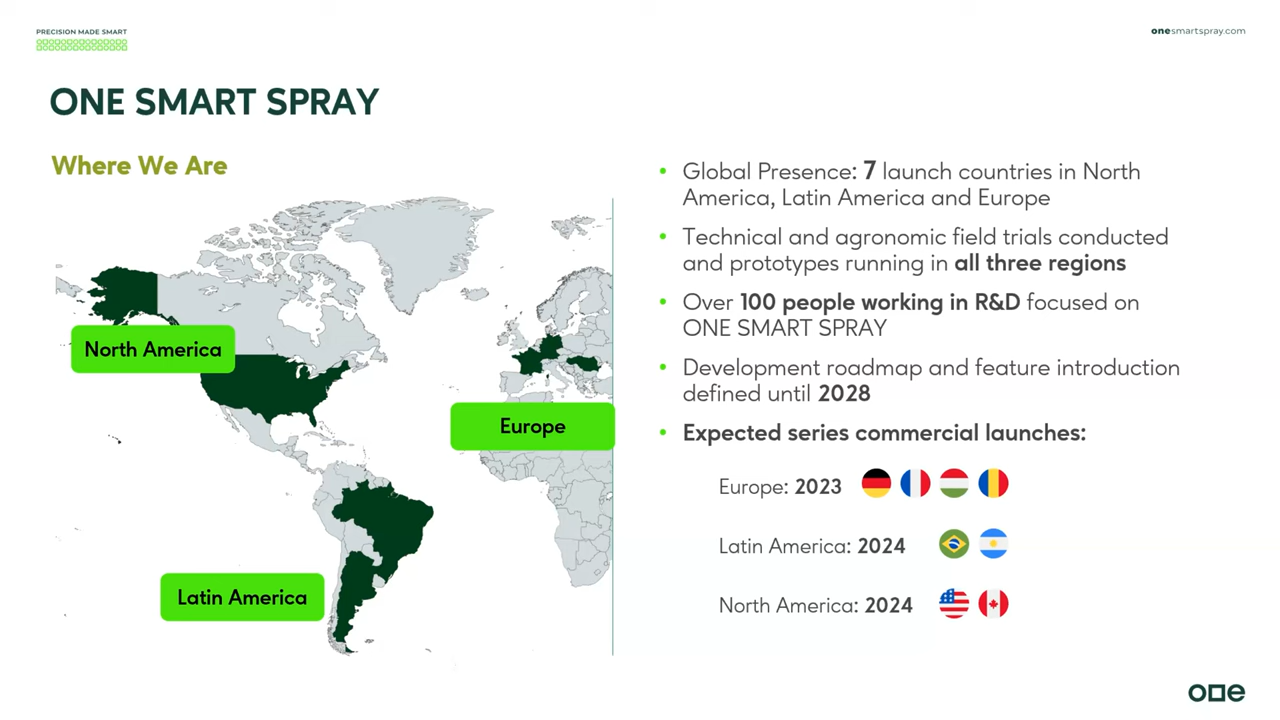 PRECISION MADE SMART
onesmartspray.com
ONE SMART SPRAY
Where We Are
North America
Europe
Latin America
• Global Presence: 7 launch countries in North
America, Latin America and Europe
• Technical and agronomic field trials conducted
and prototypes running in all three regions
• Over 100 people working in R&D focused on
ONE SMART SPRAY
• Development roadmap and feature introduction
defined until 2028
• Expected series commercial launches:
Europe: 2023
Latin America: 2024
North America: 2024
one